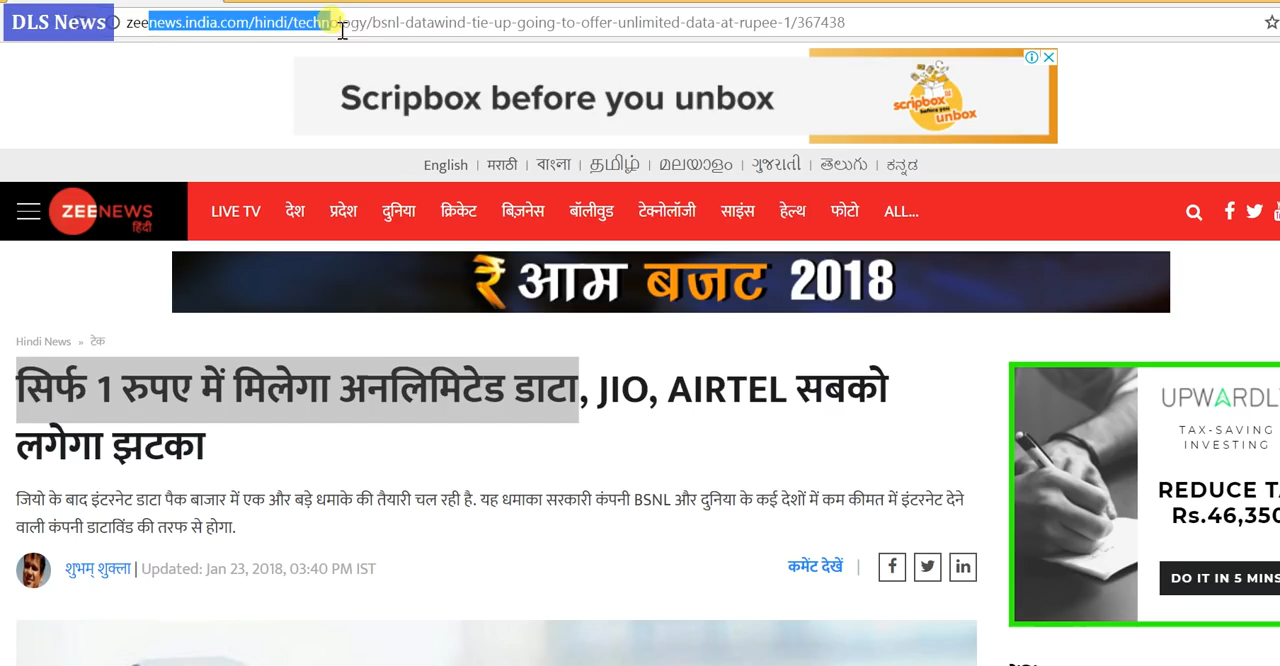 DLS News
zeenews.india.com/hindi/technology/bsnl-datawind-tie-up-going-to-offer-unlimited-data-at-rupee-1/367438
Scripbox before you unbox
scripbox
before you
unbox
English | मराठी | বাংলা | தமிழ் | മലയാളം | ગુજરાતી | తెలుగు | ಕನ್ನಡ
ZEENEWS
हिंदी
LIVE TV देश प्रदेश दुनिया क्रिकेट बिज़नेस बॉलीवुड टेक्नोलॉजी साइंस हेल्थ फोटो ALL...
आम बजट 2018
Hindi News » टेक
सिर्फ 1 रुपए में मिलेगा अनलिमिटेड डाटा, JIO, AIRTEL सबको
लगेगा झटका
जियो के बाद इंटरनेट डाटा पैक बाजार में एक और बड़े धमाके की तैयारी चल रही है. यह धमाका सरकारी कंपनी BSNL और दुनिया के कई देशों में कम कीमत में इंटरनेट देने
वाली कंपनी डाटाविंड की तरफ से होगा.
शुभम् शुक्ला | Updated: Jan 23, 2018, 03:40 PM IST
कमेंट देखें |
UPWARDLY
TAX-SAVING
INVESTING
REDUCE TA
Rs.46,350
DO IT IN 5 MINS